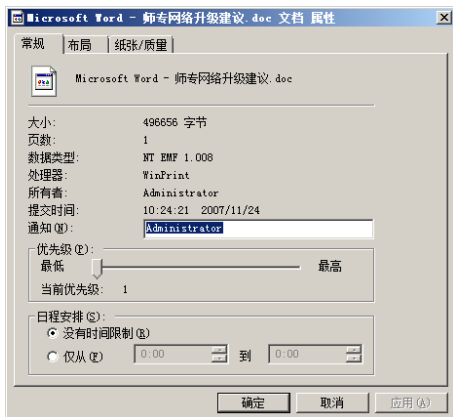 Microsoft Word - 师专网络升级建议.doc 文档 属性
常规 布局 纸张/质量
Microsoft Word - 师专网络升级建议.doc
大小: 496656 字节
页数: 1
数据类型: NT EMF 1.008
处理器: WinPrint
所有者: Administrator
提交时间: 10:24:21 2007/11/24
通知(N): Administrator
优先级(P):
最低 最高
当前优先级: 1
日程安排(S):
没有时间限制(R)
仅从(F) 0:00 到 0:00
确定 取消 应用(A)